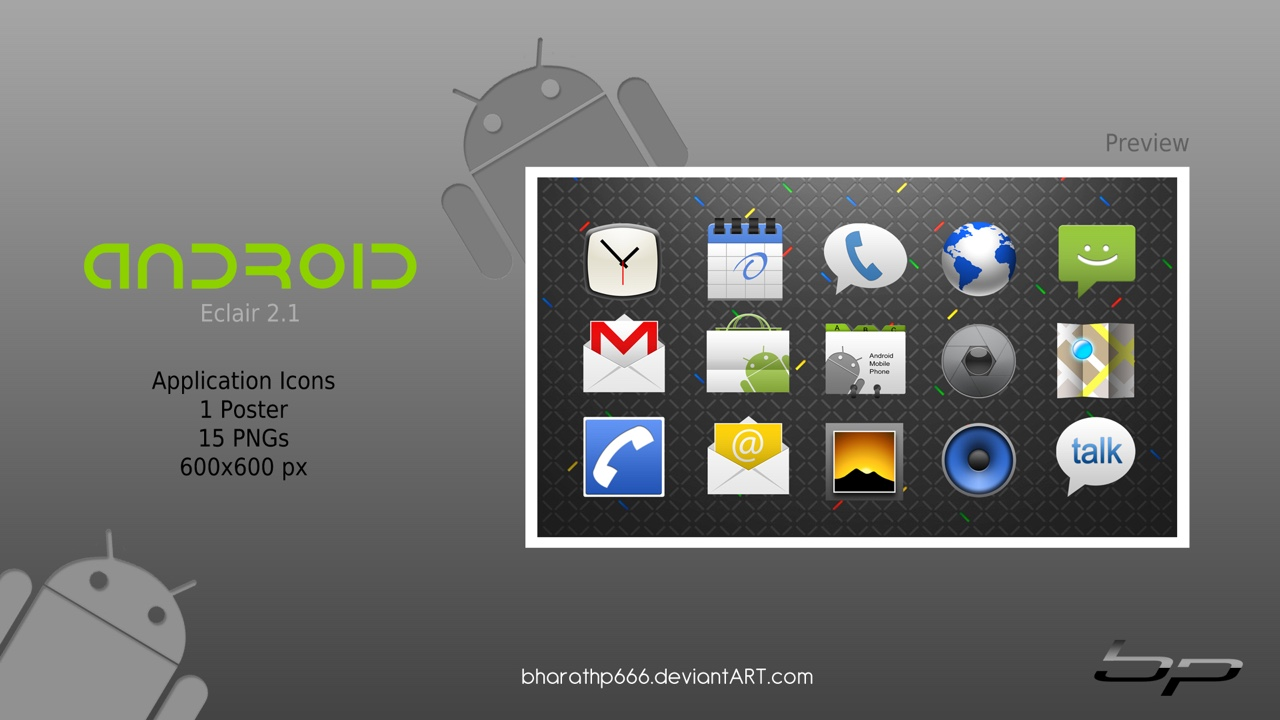 ANDROID
Eclair 2.1
Application Icons
1 Poster
15 PNGs
600x600 px
Preview
A B C
Android
Mobile
Phone
@
talk
bharathp666.deviantART.com
bp